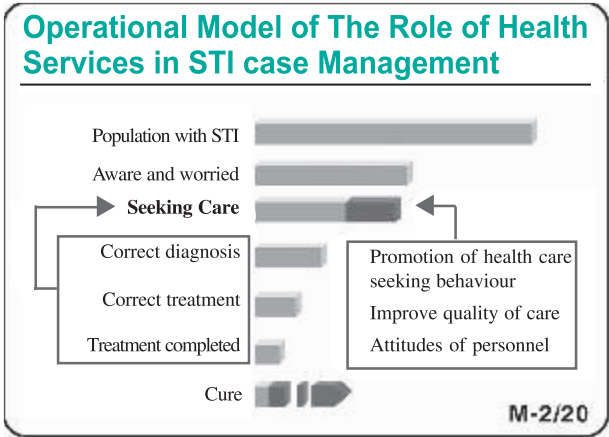 Operational Model of The Role of Health
Services in STI case Management
Population with STI
Aware and worried
Seeking Care
Correct diagnosis
Correct treatment
Treatment completed
Cure
Promotion of health care
seeking behaviour
Improve quality of care
Attitudes of personnel
M-2/20